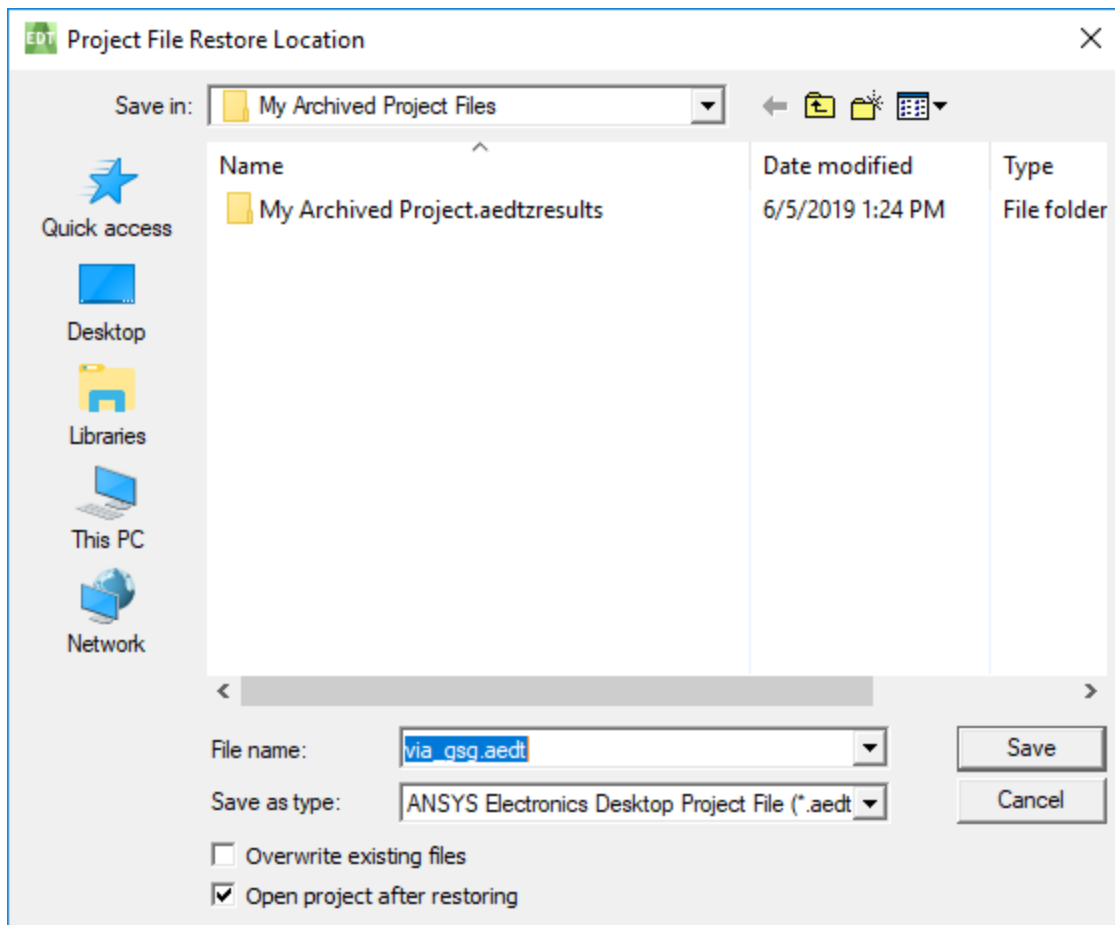 EDT Project File Restore Location
Save in: My Archived Project Files
Name Date modified Type
My Archived Project.aedtzresults 6/5/2019 1:24 PM File folder
Quick access
Desktop
Libraries
This PC
Network
File name: via_gsg.aedt Save
Save as type: ANSYS Electronics Desktop Project File (*.aedt Cancel
Overwrite existing files
Open project after restoring